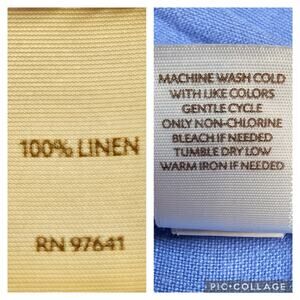 100% LINEN
RN 97641
MACHINE WASH COLD
WITH LIKE COLORS
GENTLE CYCLE
ONLY NON-CHLORINE
BLEACH IF NEEDED
TUMBLE DRY LOW
WARM IRON IF NEEDED
PIC•COLLAGE